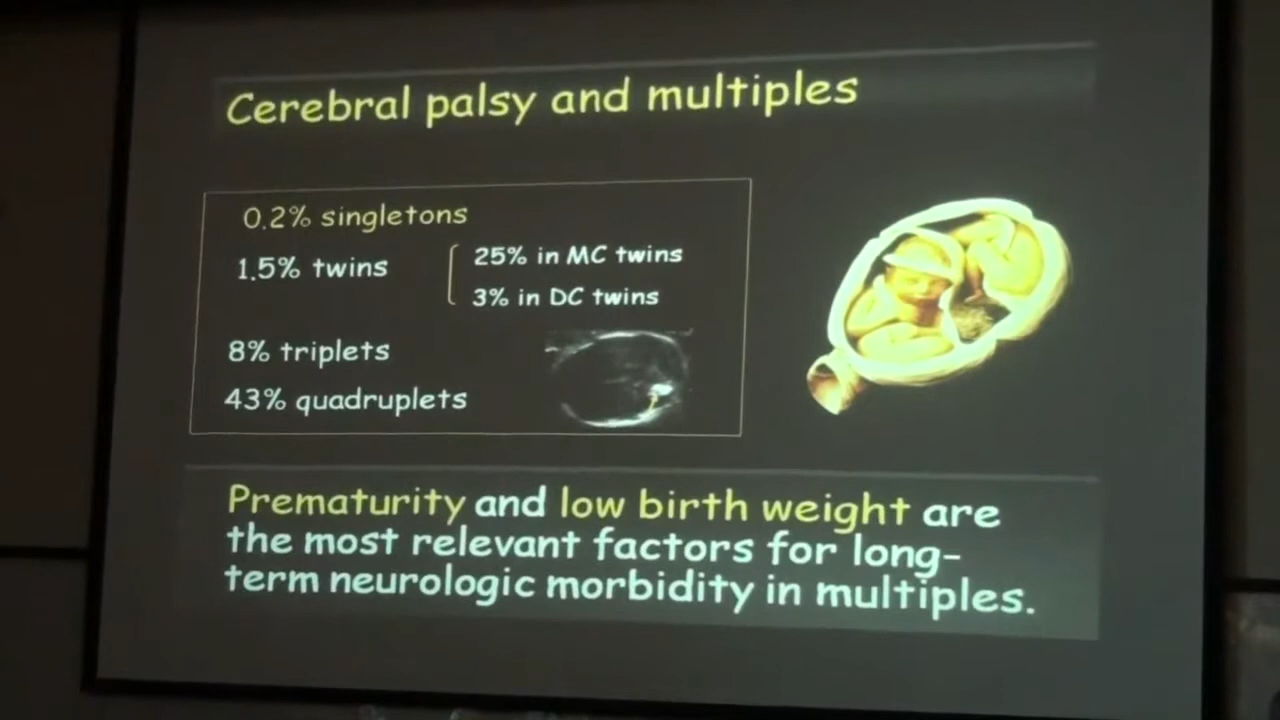 Cerebral palsy and multiples
0.2% singletons
1.5% twins
25% in MC twins
3% in DC twins
8% triplets
43% quadruplets
Prematurity and low birth weight are
the most relevant factors for long-
term neurologic morbidity in multiples.